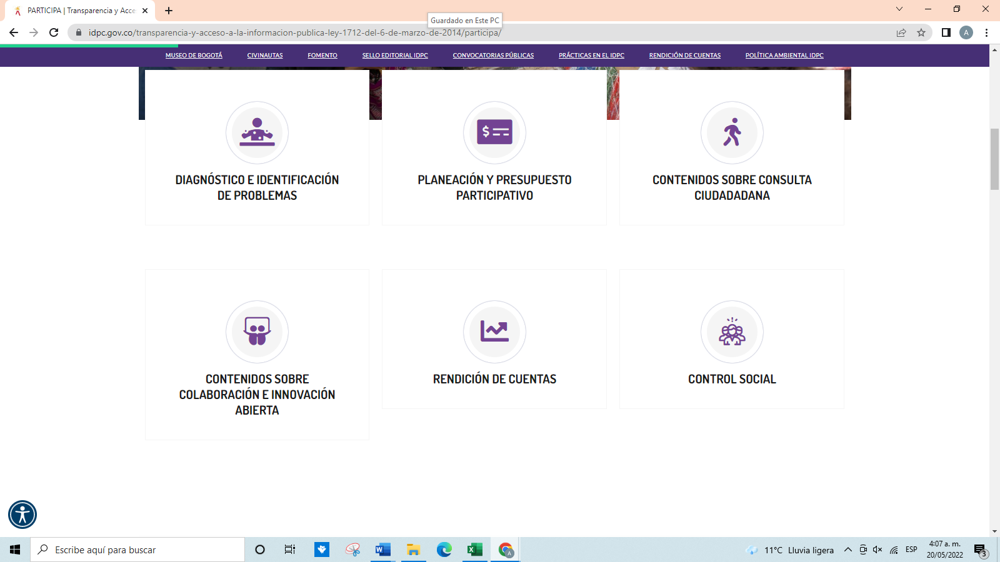 PARTICIPA | Transparencia y Acce
Guardado en Este PC
idpc.gov.co/transparencia-y-acceso-a-la-informacion-publica-ley-1712-del-6-de-marzo-de-2014/participa/
A
MUSEO DE BOGOTÁ
CIVINAUTAS
FOMENTO
SELLO EDITORIAL IDPC
CONVOCATORIAS PÚBLICAS
PRÁCTICAS EN EL IDPC
RENDICIÓN DE CUENTAS
POLÍTICA AMBIENTAL IDPC
DIAGNÓSTICO E IDENTIFICACIÓN
DE PROBLEMAS
PLANEACIÓN Y PRESUPUESTO
PARTICIPATIVO
CONTENIDOS SOBRE CONSULTA
CIUDADADANA
CONTENIDOS SOBRE
COLABORACIÓN E INNOVACIÓN
ABIERTA
RENDICIÓN DE CUENTAS
CONTROL SOCIAL
Escribe aquí para buscar
A
11°C Lluvia ligera
ESP
4:07 a. m.
20/05/2022
3